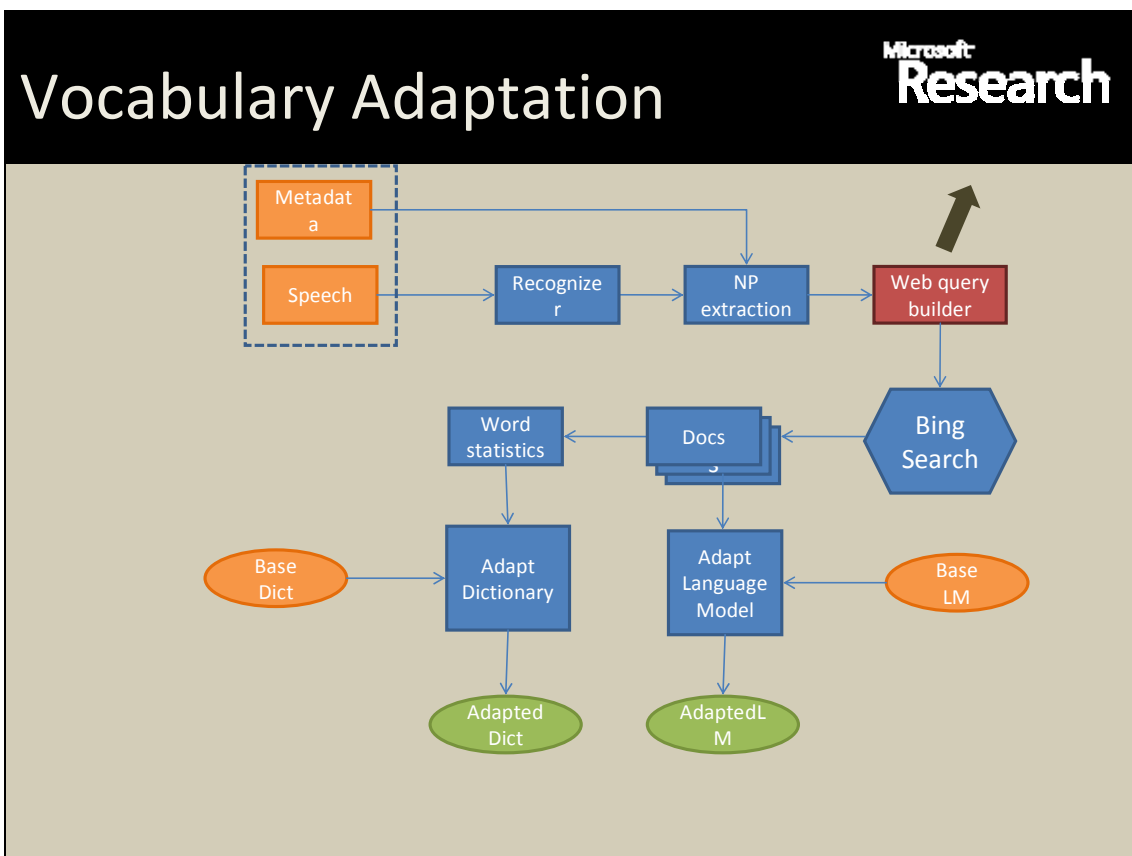 Vocabulary Adaptation
Microsoft
Research
Metadat
a
Speech
Recognize
r
NP
extraction
Web query
builder
Word
statistics
Docs
s
Bing
Search
Base
Dict
Adapt
Dictionary
Adapt
Language
Model
Base
LM
Adapted
Dict
AdaptedL
M